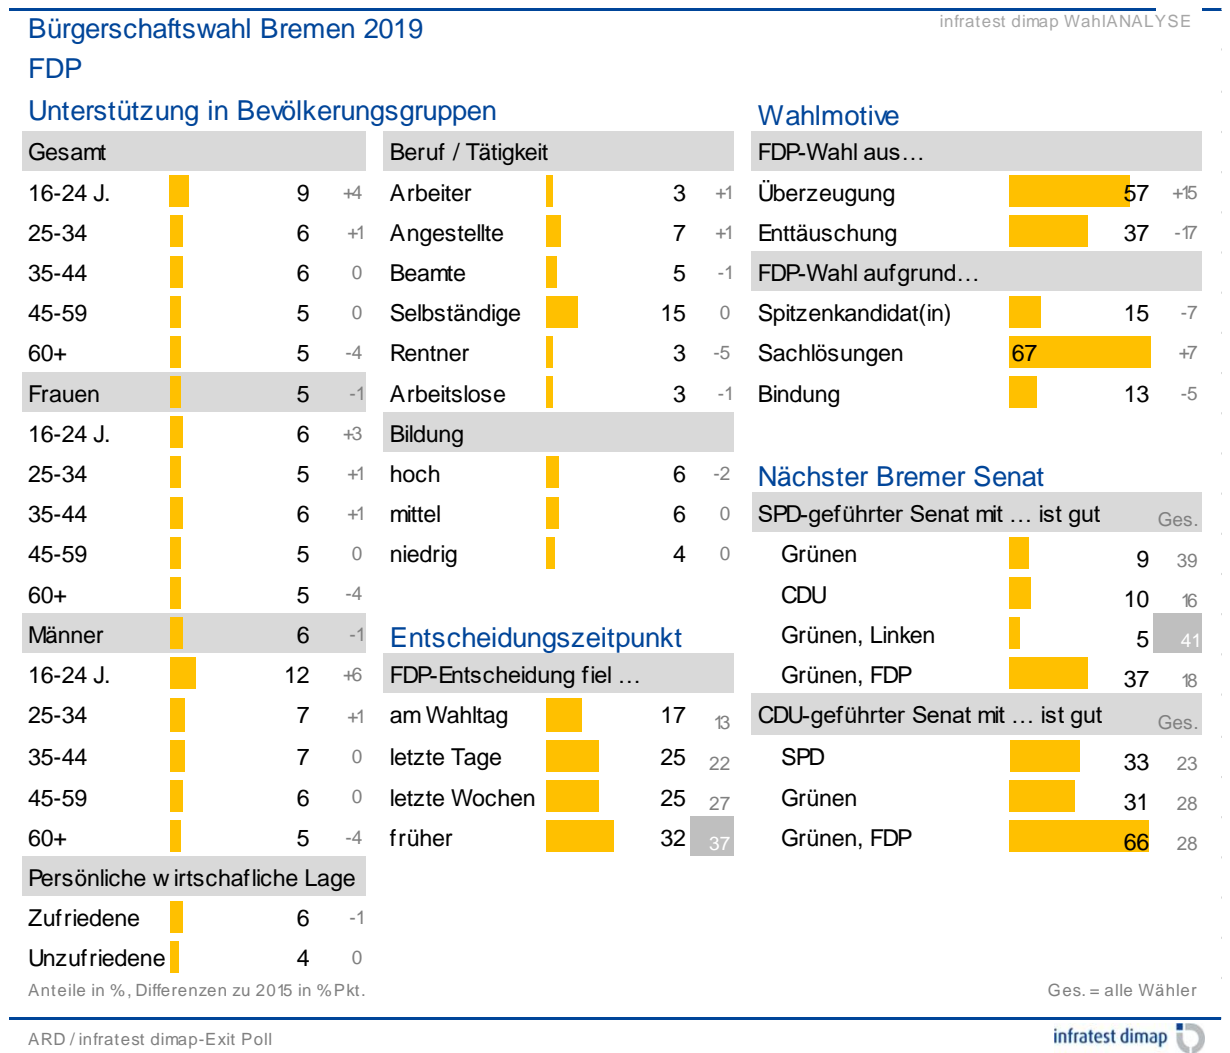 Bürgerschaftswahl Bremen 2019
infratest dimap WahlANALYSE
FDP
Unterstützung in Bevölkerungsgruppen
Gesamt
16-24 J. 9 +4
25-34 6 +1
35-44 6 0
45-59 5 0
60+ 5 -4
Frauen 5 -1
16-24 J. 6 +3
25-34 5 +1
35-44 6 +1
45-59 5 0
60+ 5 -4
Männer 6 -1
16-24 J. 12 +6
25-34 7 +1
35-44 7 0
45-59 6 0
60+ 5 -4
Persönliche wirtschafliche Lage
Zufriedene 6 -1
Unzufriedene 4 0
Beruf / Tätigkeit
Arbeiter 3 +1
Angestellte 7 +1
Beamte 5 -1
Selbständige 15 0
Rentner 3 -5
Arbeitslose 3 -1
Bildung
hoch 6 -2
mittel 6 0
niedrig 4 0
Entscheidungszeitpunkt
FDP-Entscheidung fiel …
am Wahltag 17 13
letzte Tage 25 22
letzte Wochen 25 27
früher 32 37
Wahlmotive
FDP-Wahl aus…
Überzeugung 57 +15
Enttäuschung 37 -17
FDP-Wahl aufgrund…
Spitzenkandidat(in) 15 -7
Sachlösungen 67 +7
Bindung 13 -5
Nächster Bremer Senat
SPD-geführter Senat mit … ist gut Ges.
Grünen 9 39
CDU 10 16
Grünen, Linken 5 41
Grünen, FDP 37 18
CDU-geführter Senat mit … ist gut Ges.
SPD 33 23
Grünen 31 28
Grünen, FDP 66 28
Anteile in %, Differenzen zu 2015 in %Pkt.
Ges. = alle Wähler
ARD / infratest dimap-Exit Poll
infratest dimap